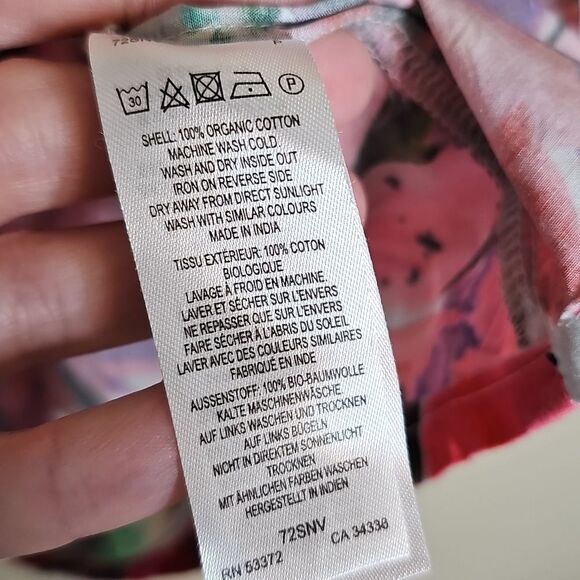 30
P
SHELL: 100% ORGANIC COTTON
MACHINE WASH COLD
WASH AND DRY INSIDE OUT
IRON ON REVERSE SIDE
DRY AWAY FROM DIRECT SUNLIGHT
WASH WITH SIMILAR COLOURS
MADE IN INDIA
TISSU EXTÉRIEUR: 100% COTON
BIOLOGIQUE
LAVAGE À FROID EN MACHINE.
LAVER ET SÉCHER SUR L'ENVERS
NE REPASSER QUE SUR L'ENVERS
FAIRE SÉCHER À L'ABRIS DU SOLEIL
LAVER AVEC DES COULEURS SIMILAIRES
FABRIQUÉ EN INDE
AUSSENSTOFF: 100% BIO-BAUMWOLLE
KALTE MASCHINENWÄSCHE
AUF LINKS WASCHEN UND TROCKNEN
AUF LINKS BÜGELN
NICHT IN DIREKTEM SONNENLICHT
TROCKNEN
MIT ÄHNLICHEN FARBEN WASCHEN
HERGESTELLT IN INDIEN
72SNV
RN 53372 CA 34338